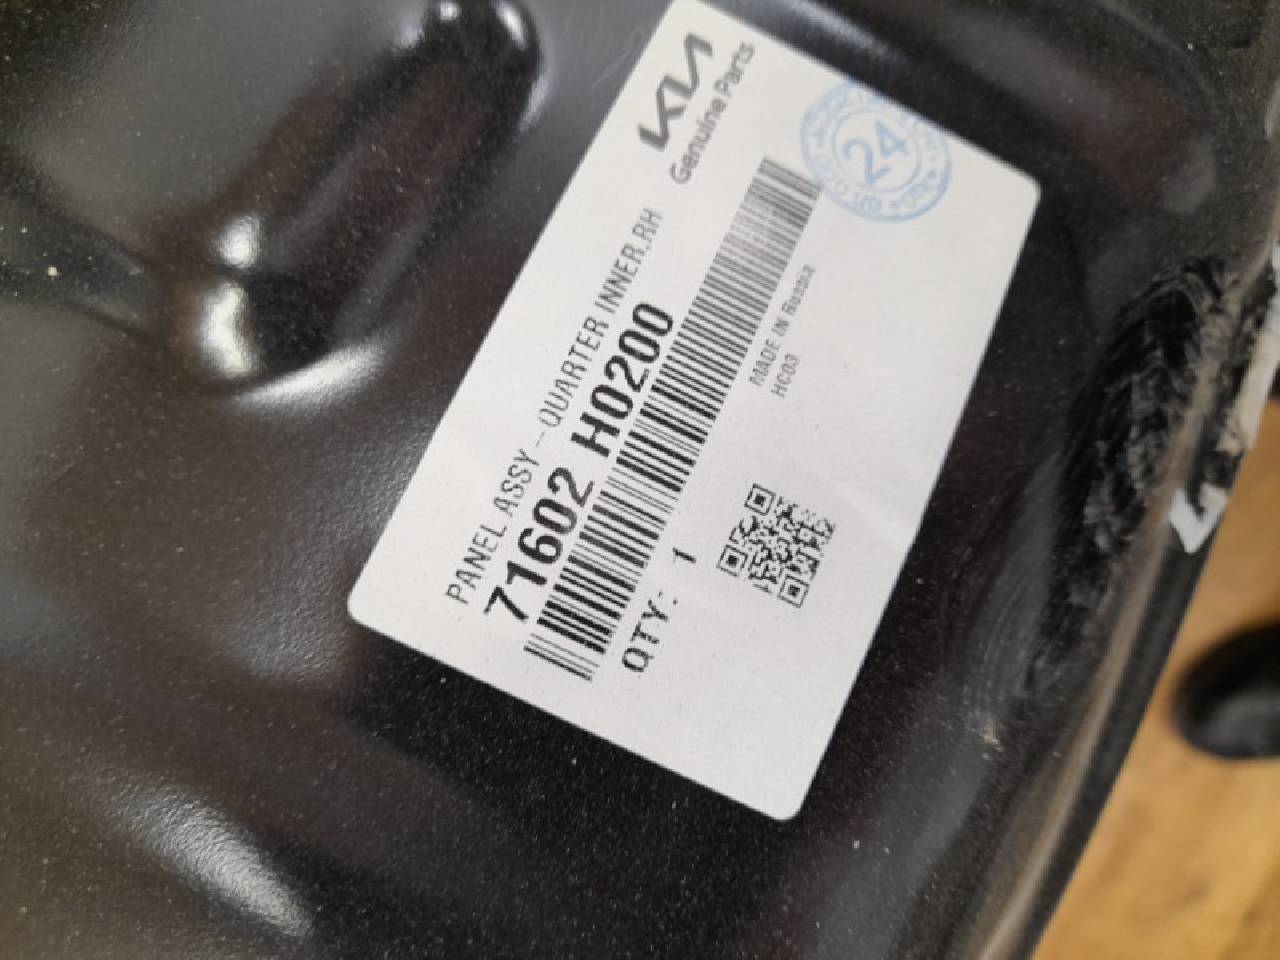 KIA
Genuine Parts
PANEL ASSY-QUARTER INNER,RH
71602 H0200
MADE IN Russia
HC03
QTY: 1
24